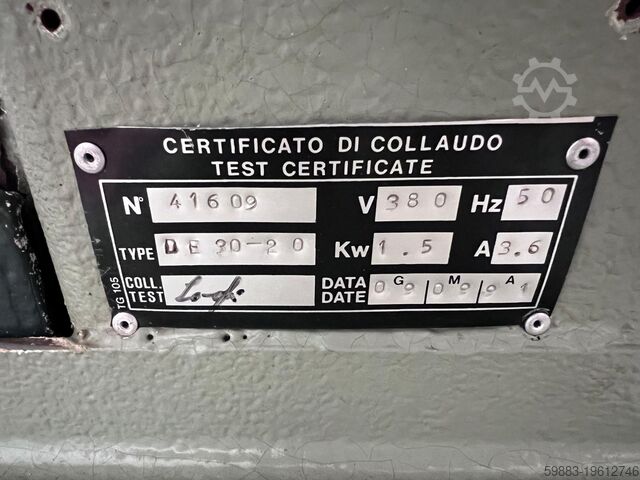 CERTIFICATO DI COLLAUDO
TEST CERTIFICATE
N° 41609 V 380 Hz 50
TYPE DE 30-20 Kw 1.5 A 3.6
COLL. TEST DATA DATE G M A 09 09 91
TG 105
59883-19612746